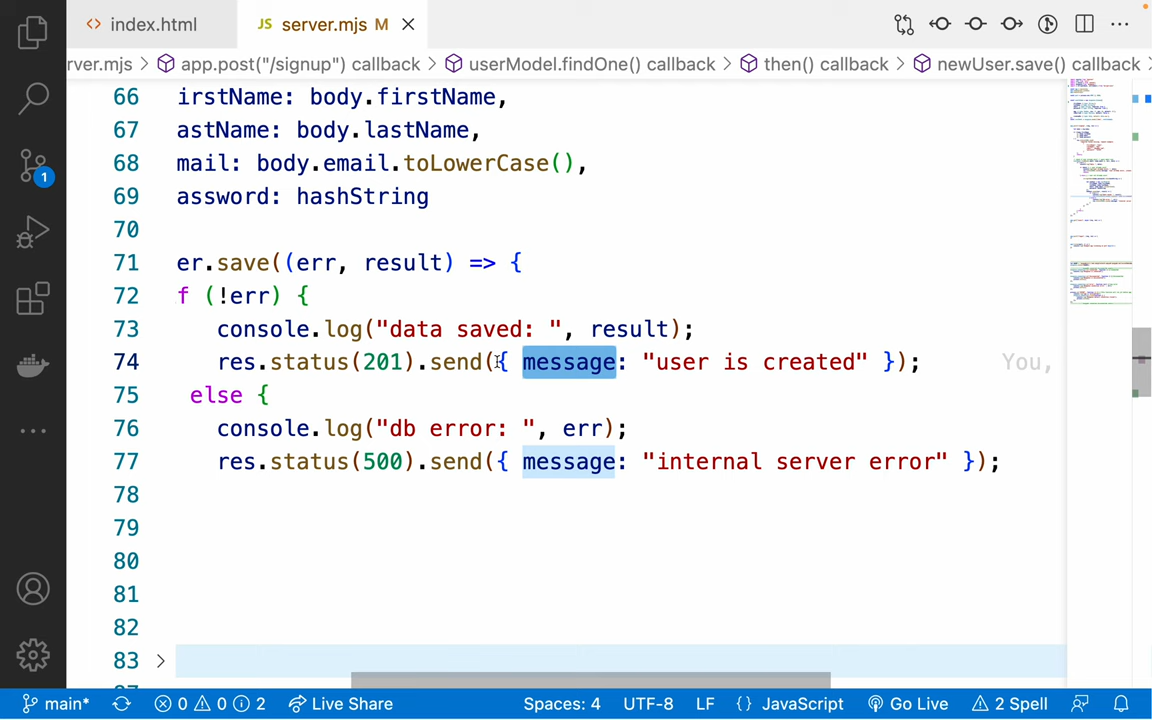 index.html
JS server.mjs M
rver.mjs > app.post("/signup") callback > userModel.findOne() callback > then() callback > newUser.save() callback >
66 irstName: body.firstName,
67 astName: body.lastName,
68 mail: body.email.toLowerCase(),
69 assword: hashString
70
71 er.save((err, result) => {
72 f (!err) {
73 console.log("data saved: ", result);
74 res.status(201).send({ message: "user is created" }); You,
75 else {
76 console.log("db error: ", err);
77 res.status(500).send({ message: "internal server error" });
78
79
80
81
82
83
1
main* 0 0 2 Live Share Spaces: 4 UTF-8 LF {} JavaScript Go Live 2 Spell